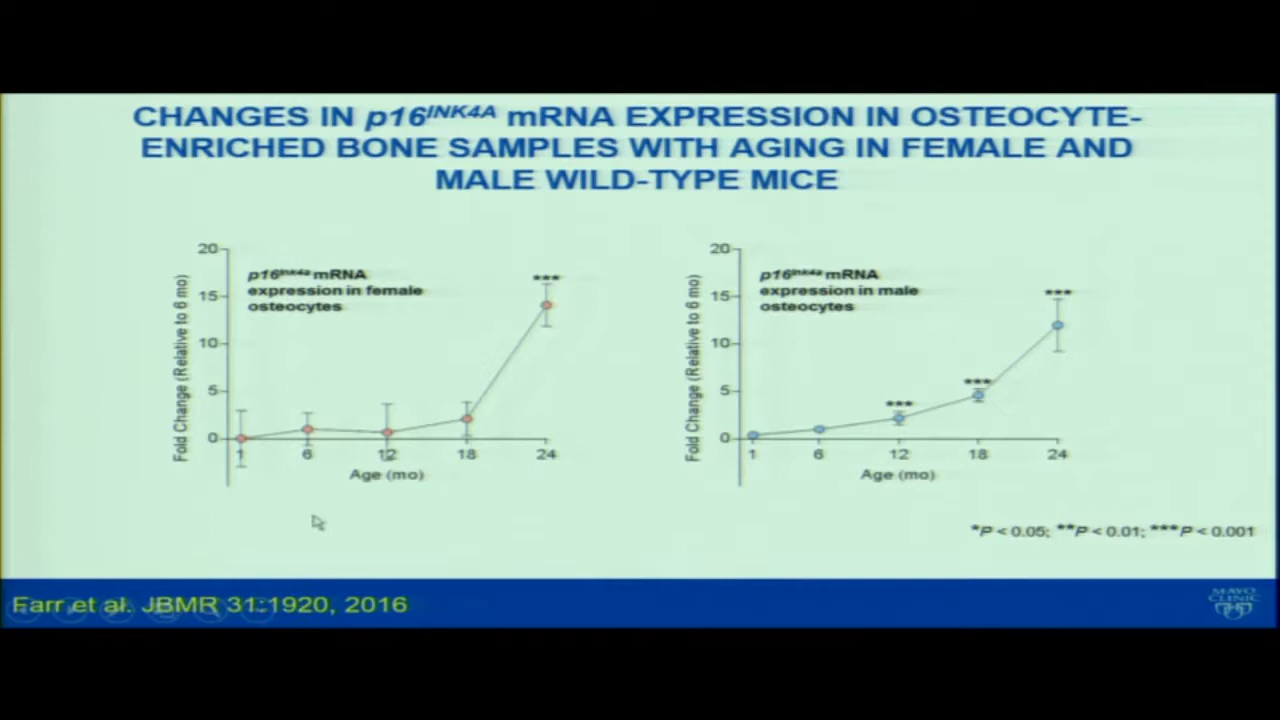 CHANGES IN p16INK4A mRNA EXPRESSION IN OSTEOCYTE-
ENRICHED BONE SAMPLES WITH AGING IN FEMALE AND
MALE WILD-TYPE MICE
20
15
10
5
0
Fold Change (Relative to 6 mo)
p16Ink4a mRNA
expression in female
osteocytes
***
1 6 12 18 24
Age (mo)
20
15
10
5
0
Fold Change (Relative to 6 mo)
p16Ink4a mRNA
expression in male
osteocytes
***
***
***
1 6 12 18 24
Age (mo)
*P < 0.05; **P < 0.01; ***P < 0.001
Farr et al. JBMR 31:1920, 2016
MAYO
CLINIC